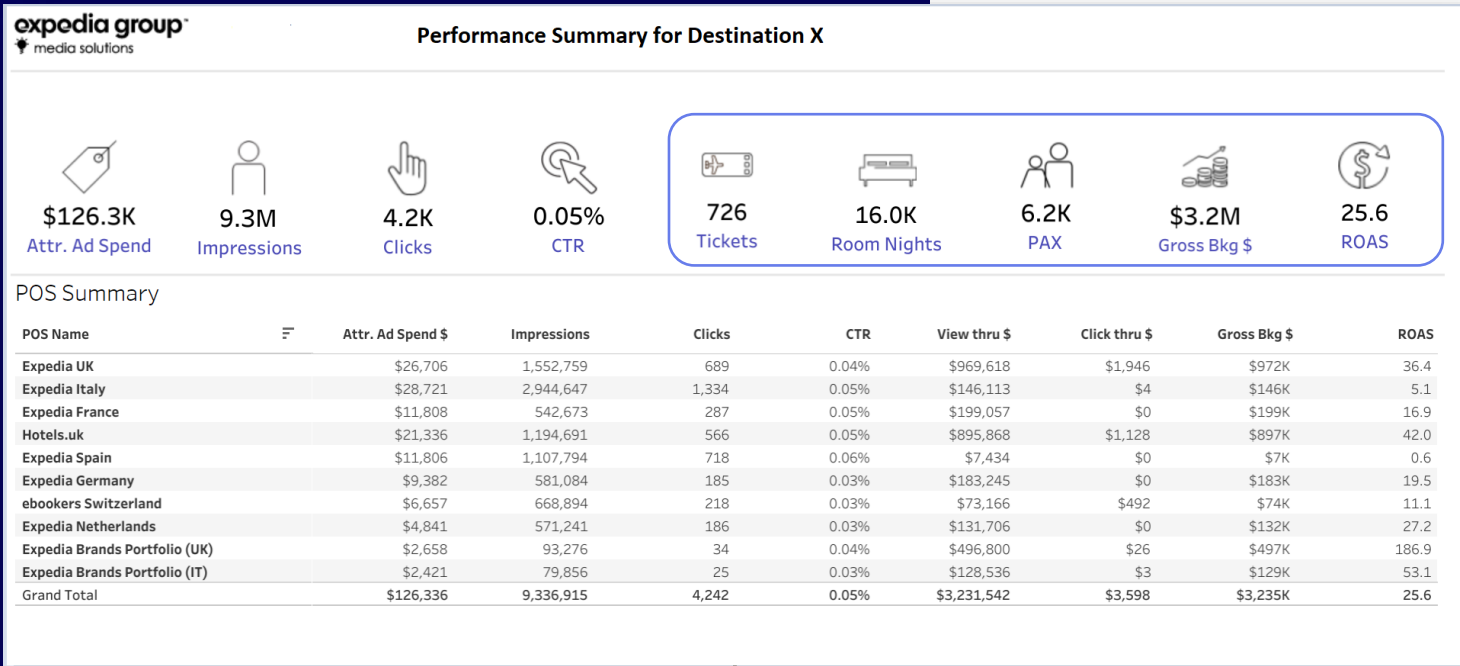 expedia group™
media solutions
Performance Summary for Destination X
$126.3K
Attr. Ad Spend
9.3M
Impressions
4.2K
Clicks
0.05%
CTR
726
Tickets
16.0K
Room Nights
6.2K
PAX
$3.2M
Gross Bkg $
25.6
ROAS
POS Summary
POS Name Attr. Ad Spend $ Impressions Clicks CTR View thru $ Click thru $ Gross Bkg $ ROAS
Expedia UK $26,706 1,552,759 689 0.04% $969,618 $1,946 $972K 36.4
Expedia Italy $28,721 2,944,647 1,334 0.05% $146,113 $4 $146K 5.1
Expedia France $11,808 542,673 287 0.05% $199,057 $0 $199K 16.9
Hotels.uk $21,336 1,194,691 566 0.05% $895,868 $1,128 $897K 42.0
Expedia Spain $11,806 1,107,794 718 0.06% $7,434 $0 $7K 0.6
Expedia Germany $9,382 581,084 185 0.03% $183,245 $0 $183K 19.5
ebookers Switzerland $6,657 668,894 218 0.03% $73,166 $492 $74K 11.1
Expedia Netherlands $4,841 571,241 186 0.03% $131,706 $0 $132K 27.2
Expedia Brands Portfolio (UK) $2,658 93,276 34 0.04% $496,800 $26 $497K 186.9
Expedia Brands Portfolio (IT) $2,421 79,856 25 0.03% $128,536 $3 $129K 53.1
Grand Total $126,336 9,336,915 4,242 0.05% $3,231,542 $3,598 $3,235K 25.6